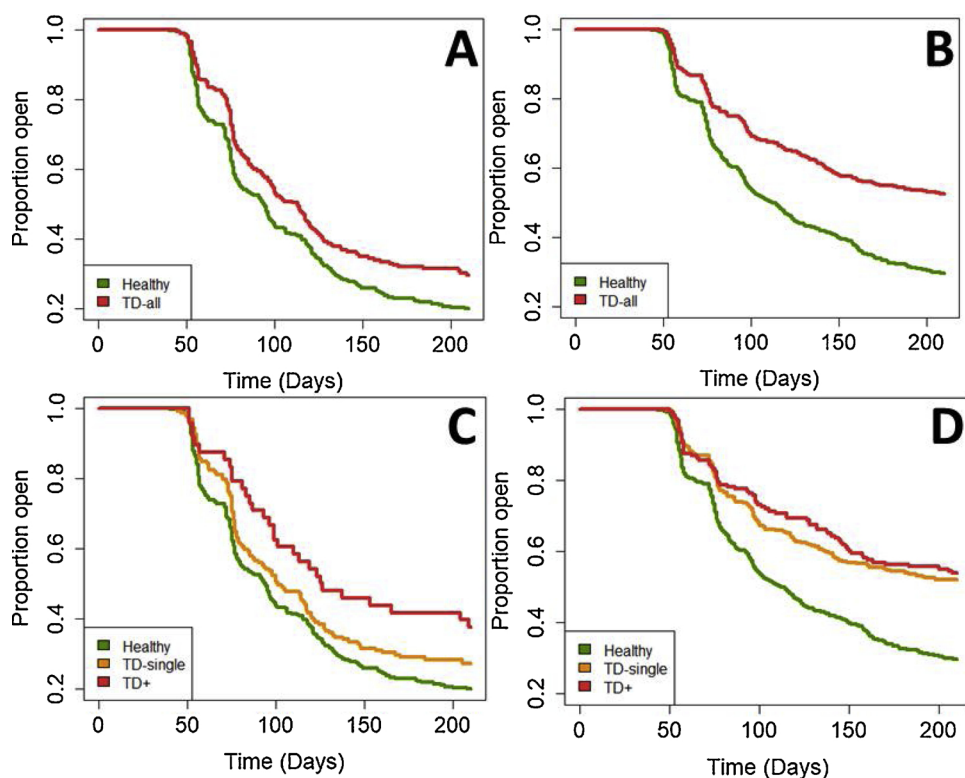 A
Proportion open
1.0
0.8
0.6
0.4
0.2
Healthy
TD-all
0 50 100 150 200
Time (Days)
B
Proportion open
1.0
0.8
0.6
0.4
0.2
Healthy
TD-all
0 50 100 150 200
Time (Days)
C
Proportion open
1.0
0.8
0.6
0.4
0.2
Healthy
TD-single
TD+
0 50 100 150 200
Time (Days)
D
Proportion open
1.0
0.8
0.6
0.4
0.2
Healthy
TD-single
TD+
0 50 100 150 200
Time (Days)